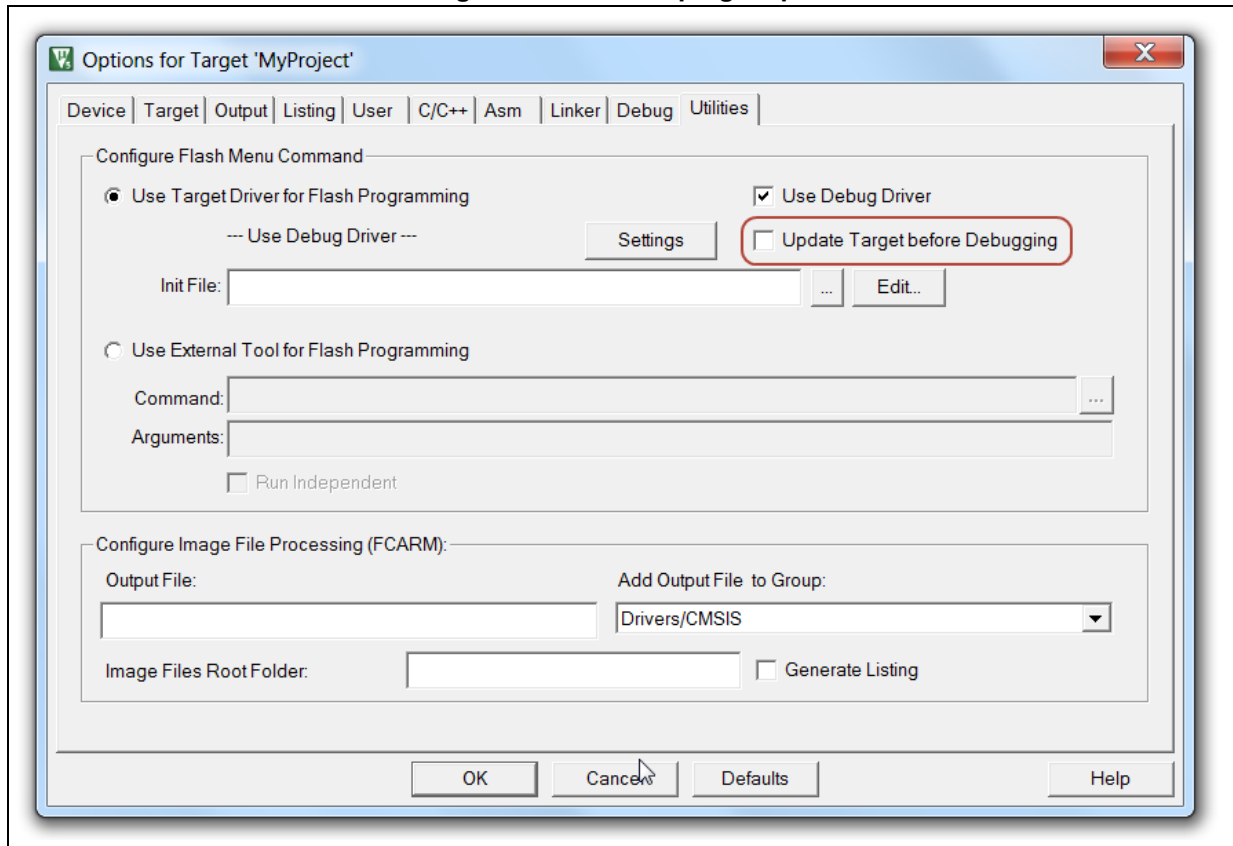 Options for Target 'MyProject'
X
Device Target Output Listing User C/C++ Asm Linker Debug Utilities
Configure Flash Menu Command
Use Target Driver for Flash Programming
Use Debug Driver
--- Use Debug Driver ---
Settings
Update Target before Debugging
Init File:
...
Edit...
Use External Tool for Flash Programming
Command:
...
Arguments:
Run Independent
Configure Image File Processing (FCARM):
Output File:
Add Output File to Group:
Drivers/CMSIS
Image Files Root Folder:
Generate Listing
OK
Cancel
Defaults
Help